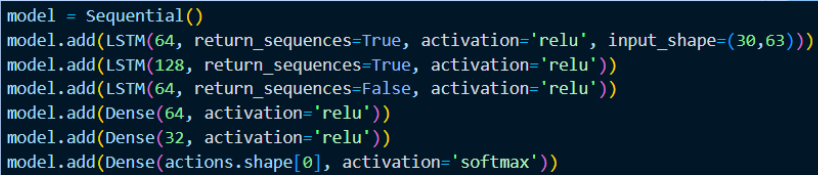 model = Sequential()
model.add(LSTM(64, return_sequences=True, activation='relu', input_shape=(30,63)))
model.add(LSTM(128, return_sequences=True, activation='relu'))
model.add(LSTM(64, return_sequences=False, activation='relu'))
model.add(Dense(64, activation='relu'))
model.add(Dense(32, activation='relu'))
model.add(Dense(actions.shape[0], activation='softmax'))